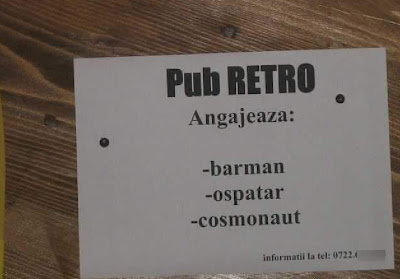 Pub RETRO
Angajeaza:
-barman
-ospatar
-cosmonaut
informatii la tel: 0722.